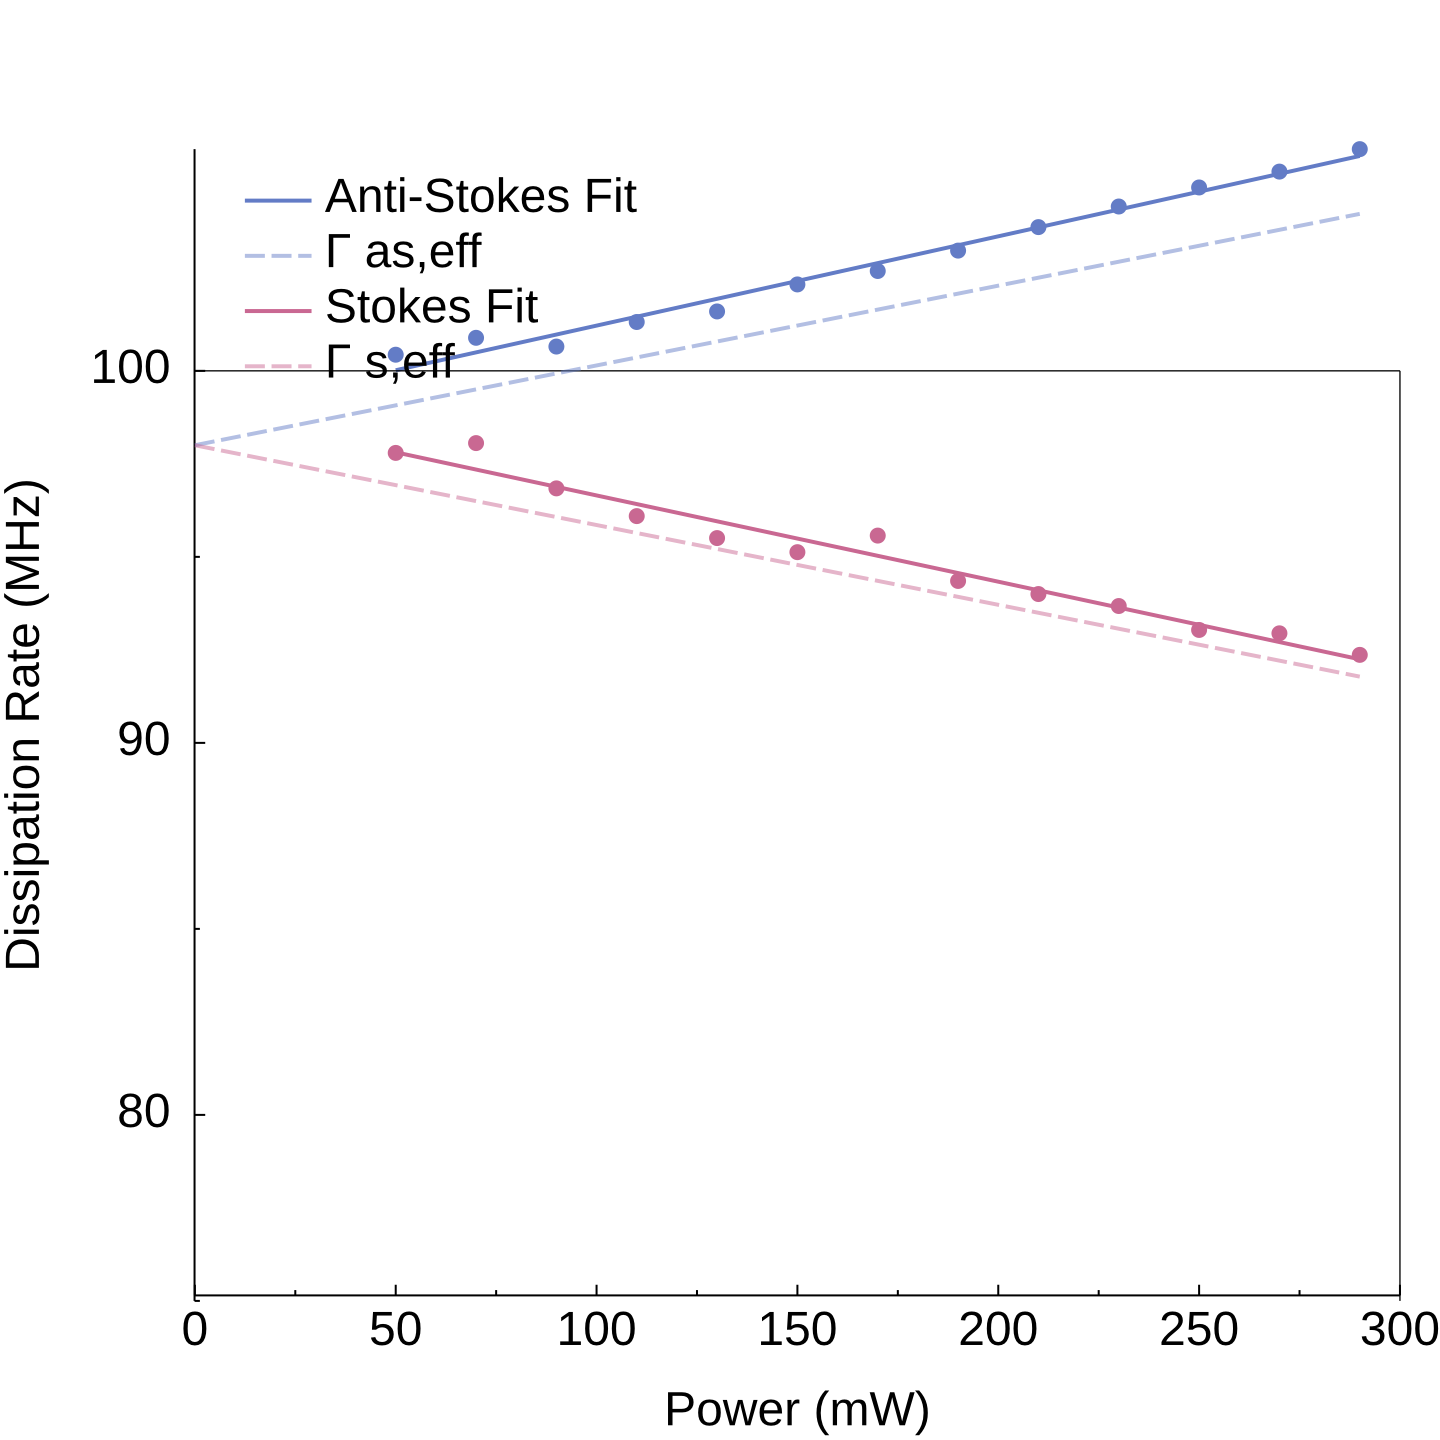 Anti-Stokes Fit
Γ as,eff
Stokes Fit
Γ s,eff
100
90
80
Dissipation Rate (MHz)
0 50 100 150 200 250 300
Power (mW)